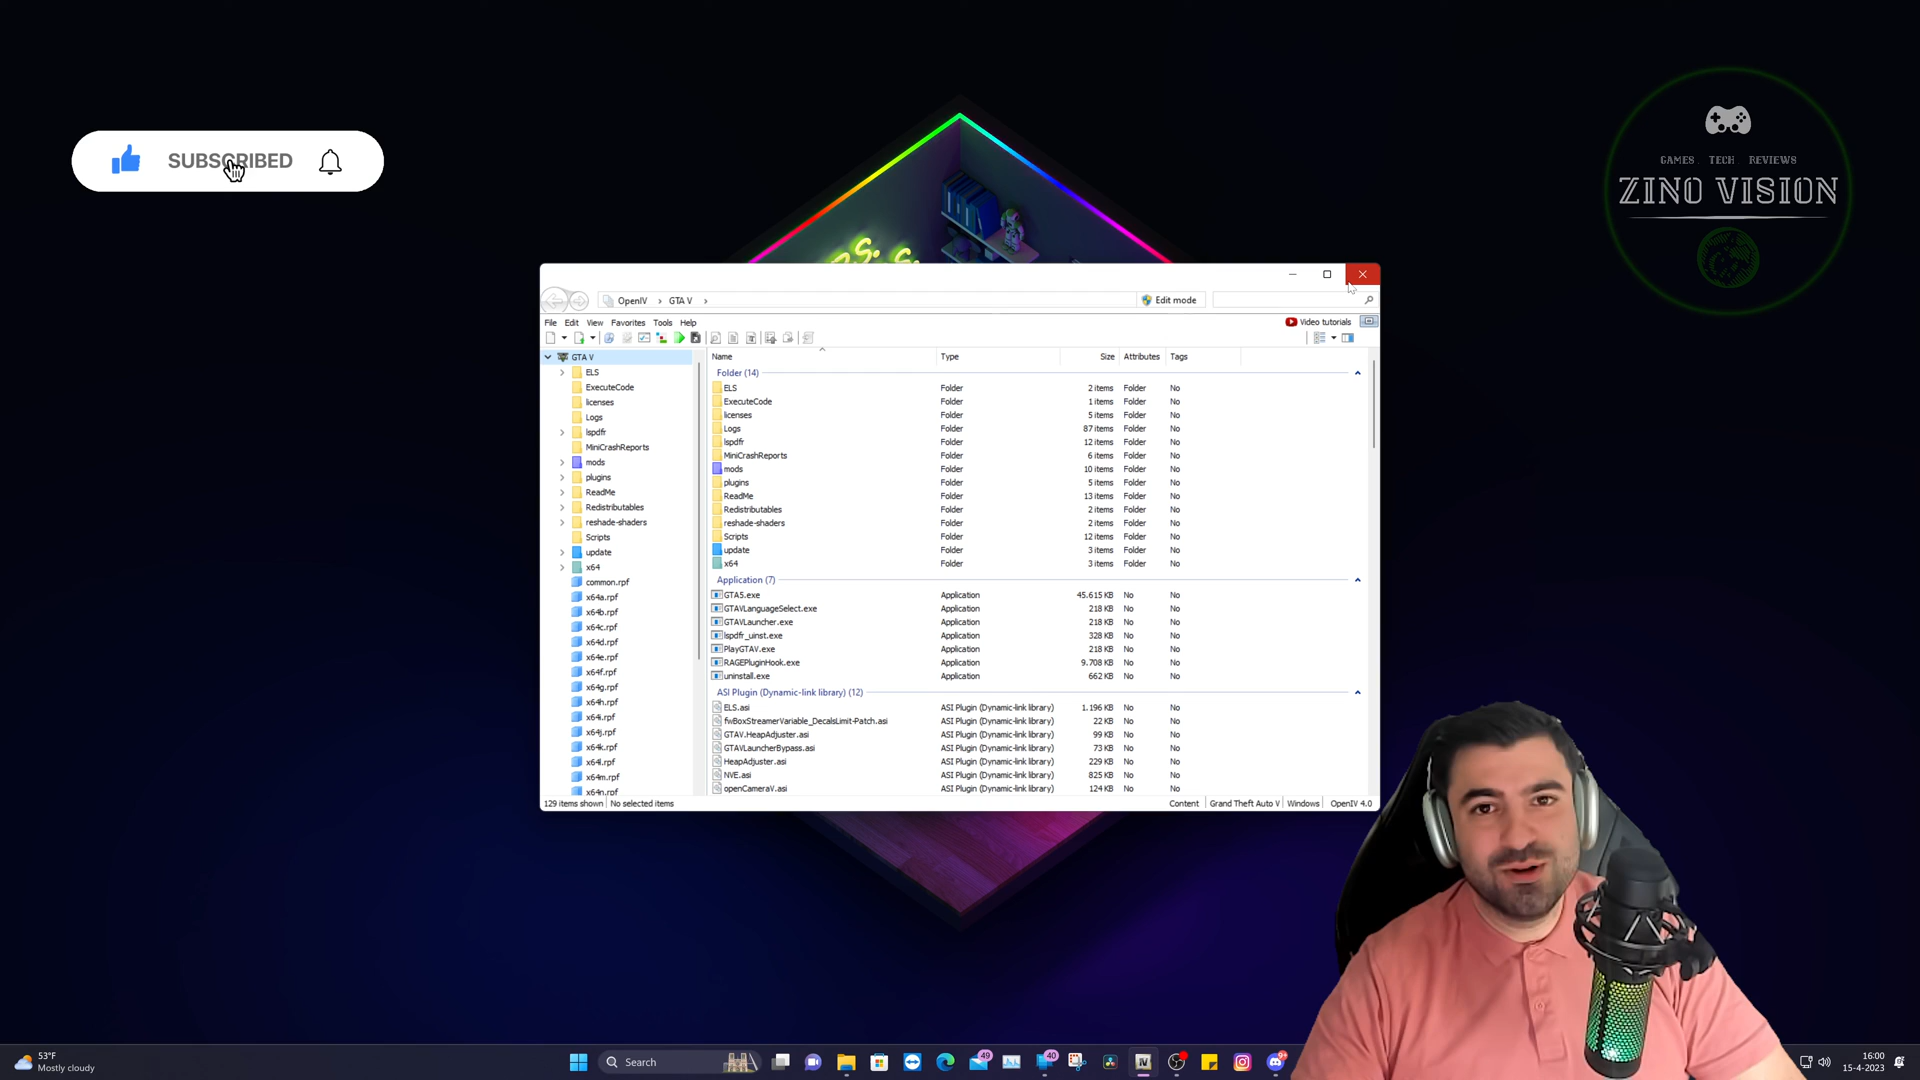 SUBSCRIBED
GAMES . TECH . REVIEWS
ZINO VISION
OpenIV > GTA V >
Edit mode
File Edit View Favorites Tools Help
Video tutorials
GTA V
ELS
ExecuteCode
licenses
Logs
lspdfr
MiniCrashReports
mods
plugins
ReadMe
Redistributables
reshade-shaders
Scripts
update
x64
common.rpf
x64a.rpf
x64b.rpf
x64c.rpf
x64d.rpf
x64e.rpf
x64f.rpf
x64g.rpf
x64h.rpf
x64i.rpf
x64j.rpf
x64k.rpf
x64l.rpf
x64m.rpf
x64n.rpf
Name Type Size Attributes Tags
Folder (14)
ELS Folder 2 items Folder No
ExecuteCode Folder 1 items Folder No
licenses Folder 5 items Folder No
Logs Folder 87 items Folder No
lspdfr Folder 12 items Folder No
MiniCrashReports Folder 6 items Folder No
mods Folder 10 items Folder No
plugins Folder 5 items Folder No
ReadMe Folder 13 items Folder No
Redistributables Folder 2 items Folder No
reshade-shaders Folder 2 items Folder No
Scripts Folder 12 items Folder No
update Folder 3 items Folder No
x64 Folder 3 items Folder No
Application (7)
GTA5.exe Application 45.615 KB No No
GTAVLanguageSelect.exe Application 218 KB No No
GTAVLauncher.exe Application 218 KB No No
lspdfr_uinst.exe Application 328 KB No No
PlayGTAV.exe Application 218 KB No No
RAGEPluginHook.exe Application 9.708 KB No No
uninstall.exe Application 662 KB No No
ASI Plugin (Dynamic-link library) (12)
ELS.asi ASI Plugin (Dynamic-link library) 1.196 KB No No
fwBoxStreamerVariable_DecalsLimit-Patch.asi ASI Plugin (Dynamic-link library) 22 KB No No
GTAV.HeapAdjuster.asi ASI Plugin (Dynamic-link library) 99 KB No No
GTAVLauncherBypass.asi ASI Plugin (Dynamic-link library) 73 KB No No
HeapAdjuster.asi ASI Plugin (Dynamic-link library) 229 KB No No
NVE.asi ASI Plugin (Dynamic-link library) 825 KB No No
openCameraV.asi ASI Plugin (Dynamic-link library) 124 KB No No
129 items shown No selected items Content Grand Theft Auto V Windows OpenIV 4.0
53°F
Mostly cloudy
Search
49
40
16:00
15-4-2023